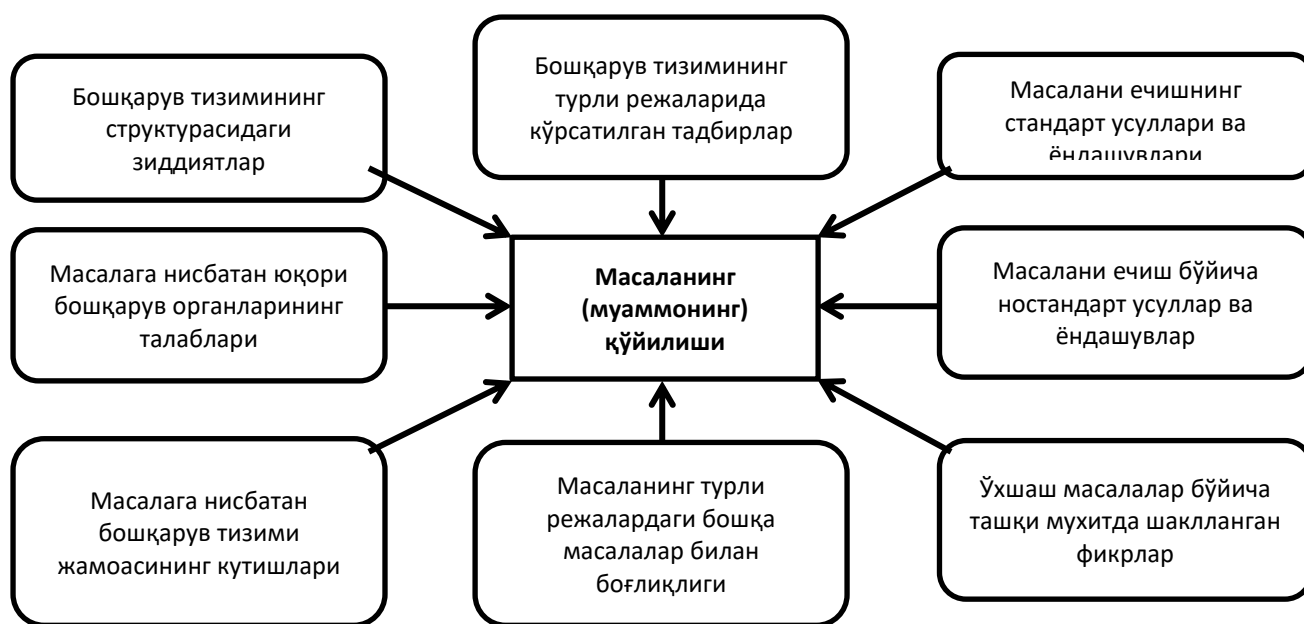 Бошқарув тизимининг
структурасидаги
зиддиятлар
Бошқарув тизимининг
турли режаларида
кўрсатилган тадбирлар
Масалани ечишнинг
стандарт усуллари ва
ёндашувлари
Масалага нисбатан юқори
бошқарув органларининг
талаблари
Масаланинг
(муаммонинг)
қўйилиши
Масалани ечиш бўйича
ностандарт усуллар ва
ёндашувлар
Масалага нисбатан
бошқарув тизими
жамоасининг кутишлари
Масаланинг турли
режалардаги бошқа
масалалар билан
боғлиқлиги
Ўхшаш масалалар бўйича
ташқи мухитда шаклланган
фикрлар